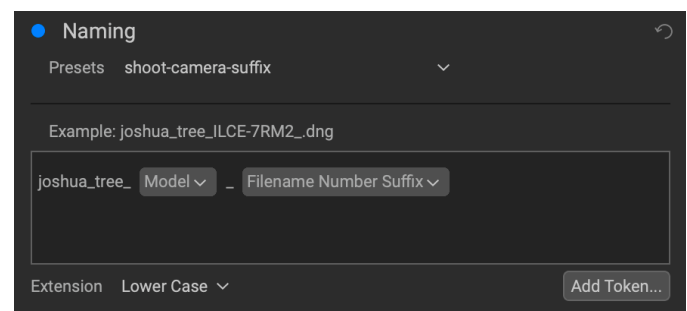 Naming
Presets shoot-camera-suffix
Example: joshua_tree_ILCE-7RM2_.dng
joshua_tree_ Model _ Filename Number Suffix
Extension Lower Case Add Token...